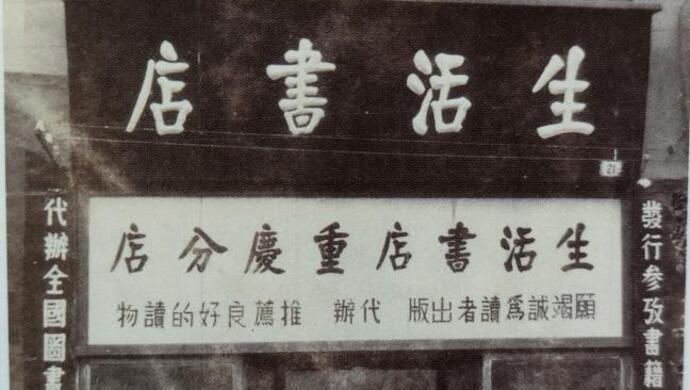 生活書店
21
生活書店重慶分店
願竭誠爲讀者出版 代辦 推薦良好的讀物
發行參攷書籍
代辦全國圖書